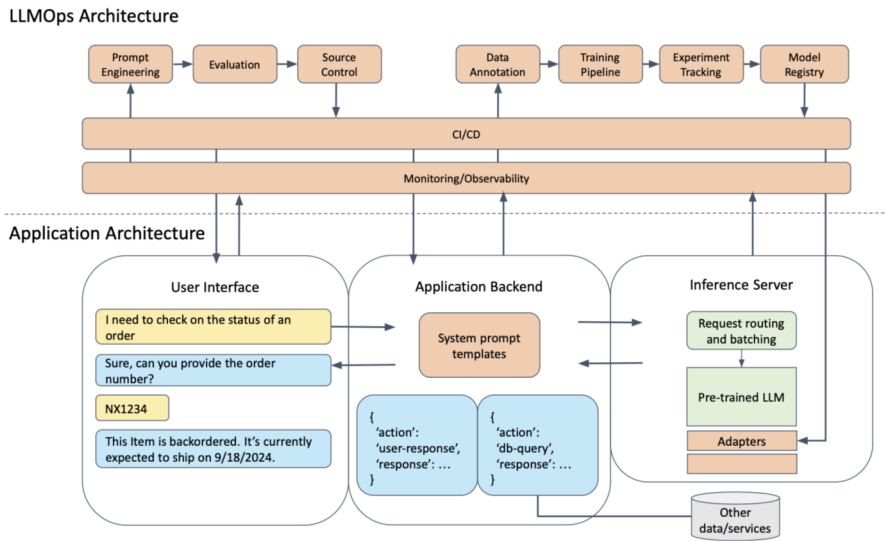 LLMOps Architecture
Prompt
Engineering
Evaluation
Source
Control
Data
Annotation
Training
Pipeline
Experiment
Tracking
Model
Registry
CI/CD
Monitoring/Observability
Application Architecture
User Interface
I need to check on the status of an
order
Sure, can you provide the order
number?
NX1234
This Item is backordered. It’s currently
expected to ship on 9/18/2024.
Application Backend
System prompt
templates
{
‘action’:
‘user-response’,
‘response’: …
}
{
‘action’:
‘db-query’,
‘response’: …
}
Inference Server
Request routing
and batching
Pre-trained LLM
Adapters
Other
data/services